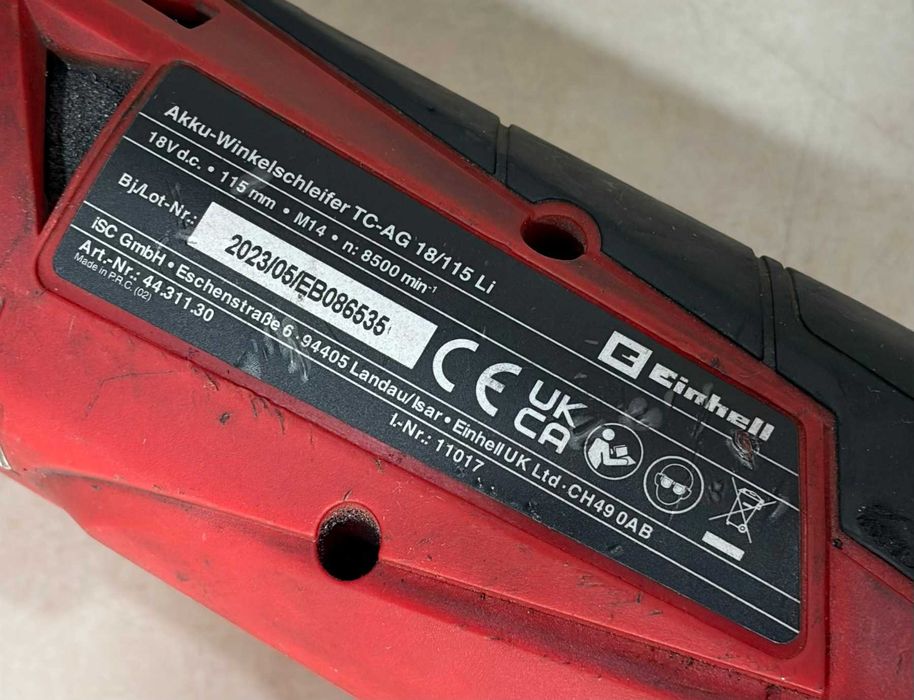 Akku-Winkelschleifer TC-AG 18/115 Li
18V d.c. • 115 mm • M14 • n: 8500 min⁻¹
Bj/Lot-Nr.: 2023/05/EB086535
iSC GmbH • Eschenstraße 6 · 94405 Landau/Isar • Einhell UK Ltd · CH49 0AB
Art.-Nr.: 44.311.30
I.-Nr.: 11017
Made in P.R.C. (02)
CE
UK
CA
Einhell